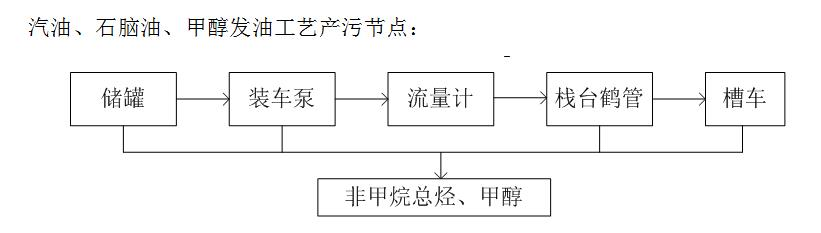 汽油、石脑油、甲醇发油工艺产污节点：
储罐
装车泵
流量计
栈台鹤管
槽车
非甲烷总烃、甲醇